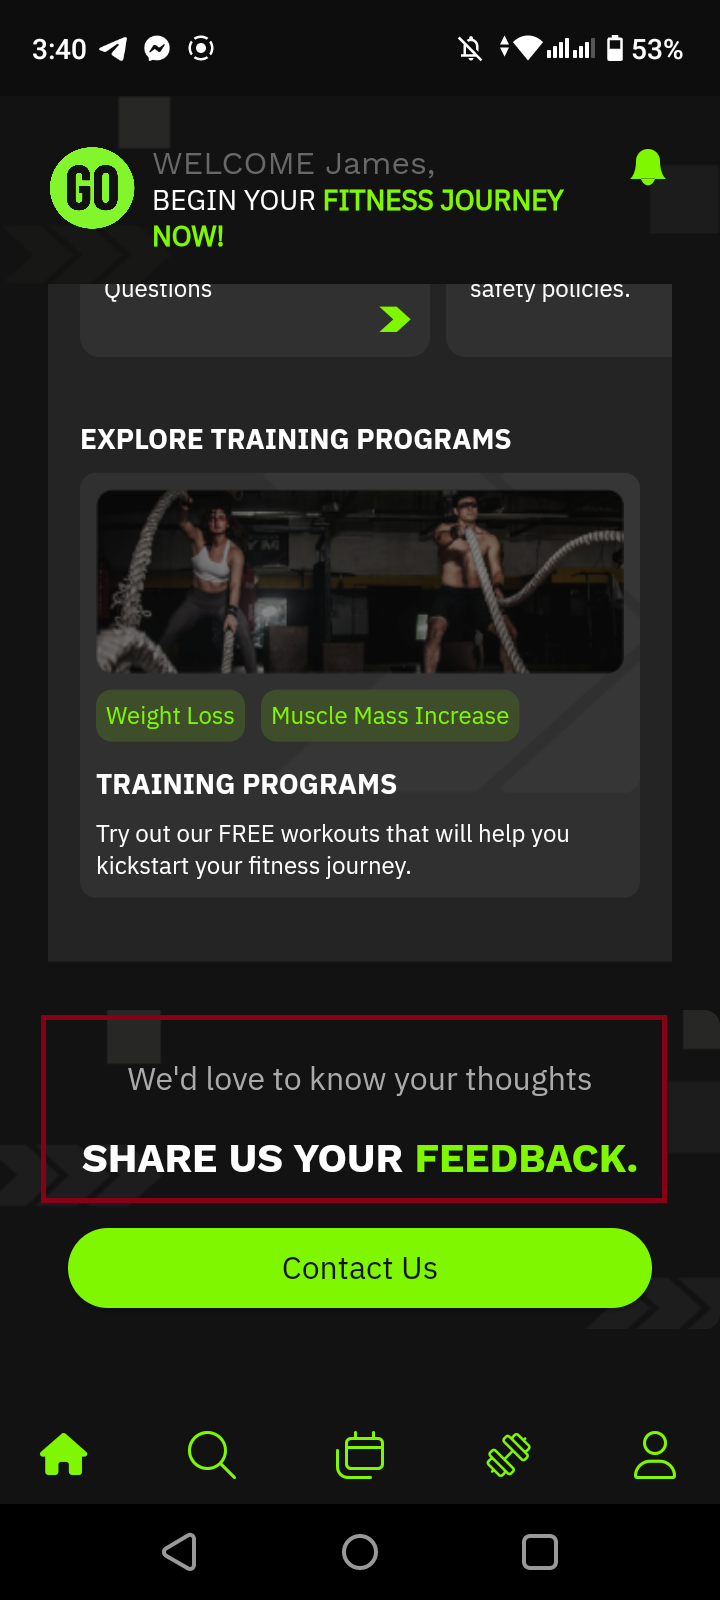 3:40
53%
GO
WELCOME James,
BEGIN YOUR FITNESS JOURNEY
NOW!
Questions
safety policies.
EXPLORE TRAINING PROGRAMS
Weight Loss
Muscle Mass Increase
TRAINING PROGRAMS
Try out our FREE workouts that will help you
kickstart your fitness journey.
We'd love to know your thoughts
SHARE US YOUR FEEDBACK.
Contact Us